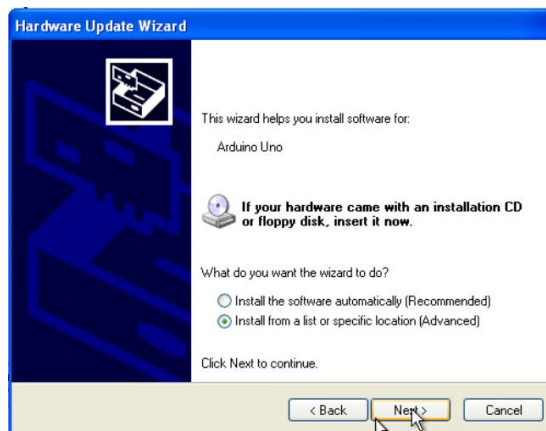 Hardware Update Wizard
This wizard helps you install software for:
Arduino Uno
If your hardware came with an installation CD
or floppy disk, insert it now.
What do you want the wizard to do?
Install the software automatically (Recommended)
Install from a list or specific location (Advanced)
Click Next to continue.
< Back Next > Cancel